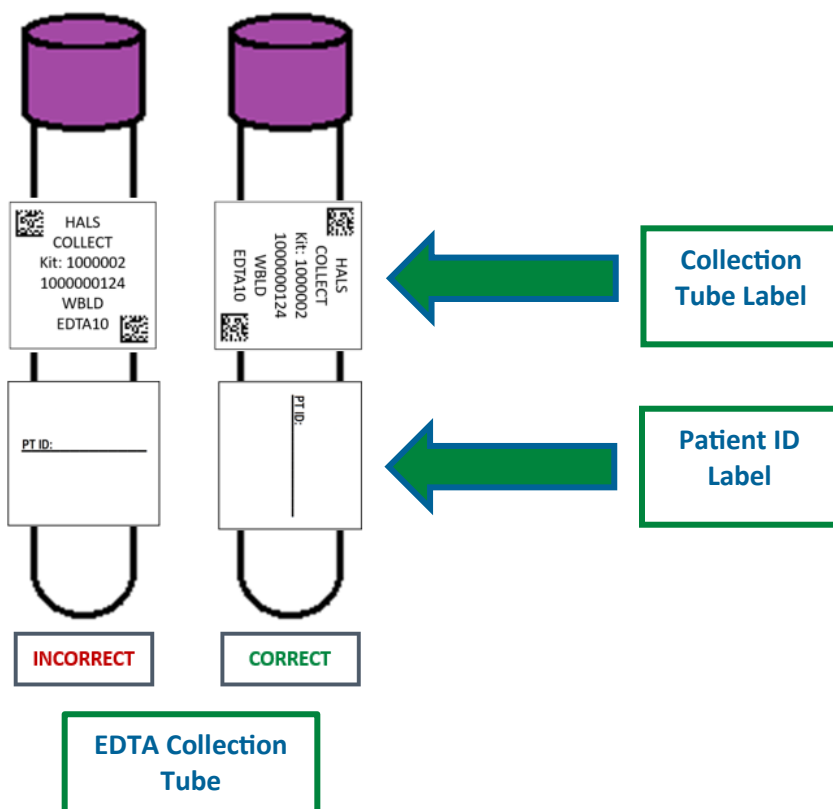 HALS
COLLECT
Kit: 1000002
1000000124
WBLD
EDTA10
PT ID:
INCORRECT
HALS
COLLECT
Kit: 1000002
1000000124
WBLD
EDTA10
PT ID:
CORRECT
Collection
Tube Label
Patient ID
Label
EDTA Collection
Tube